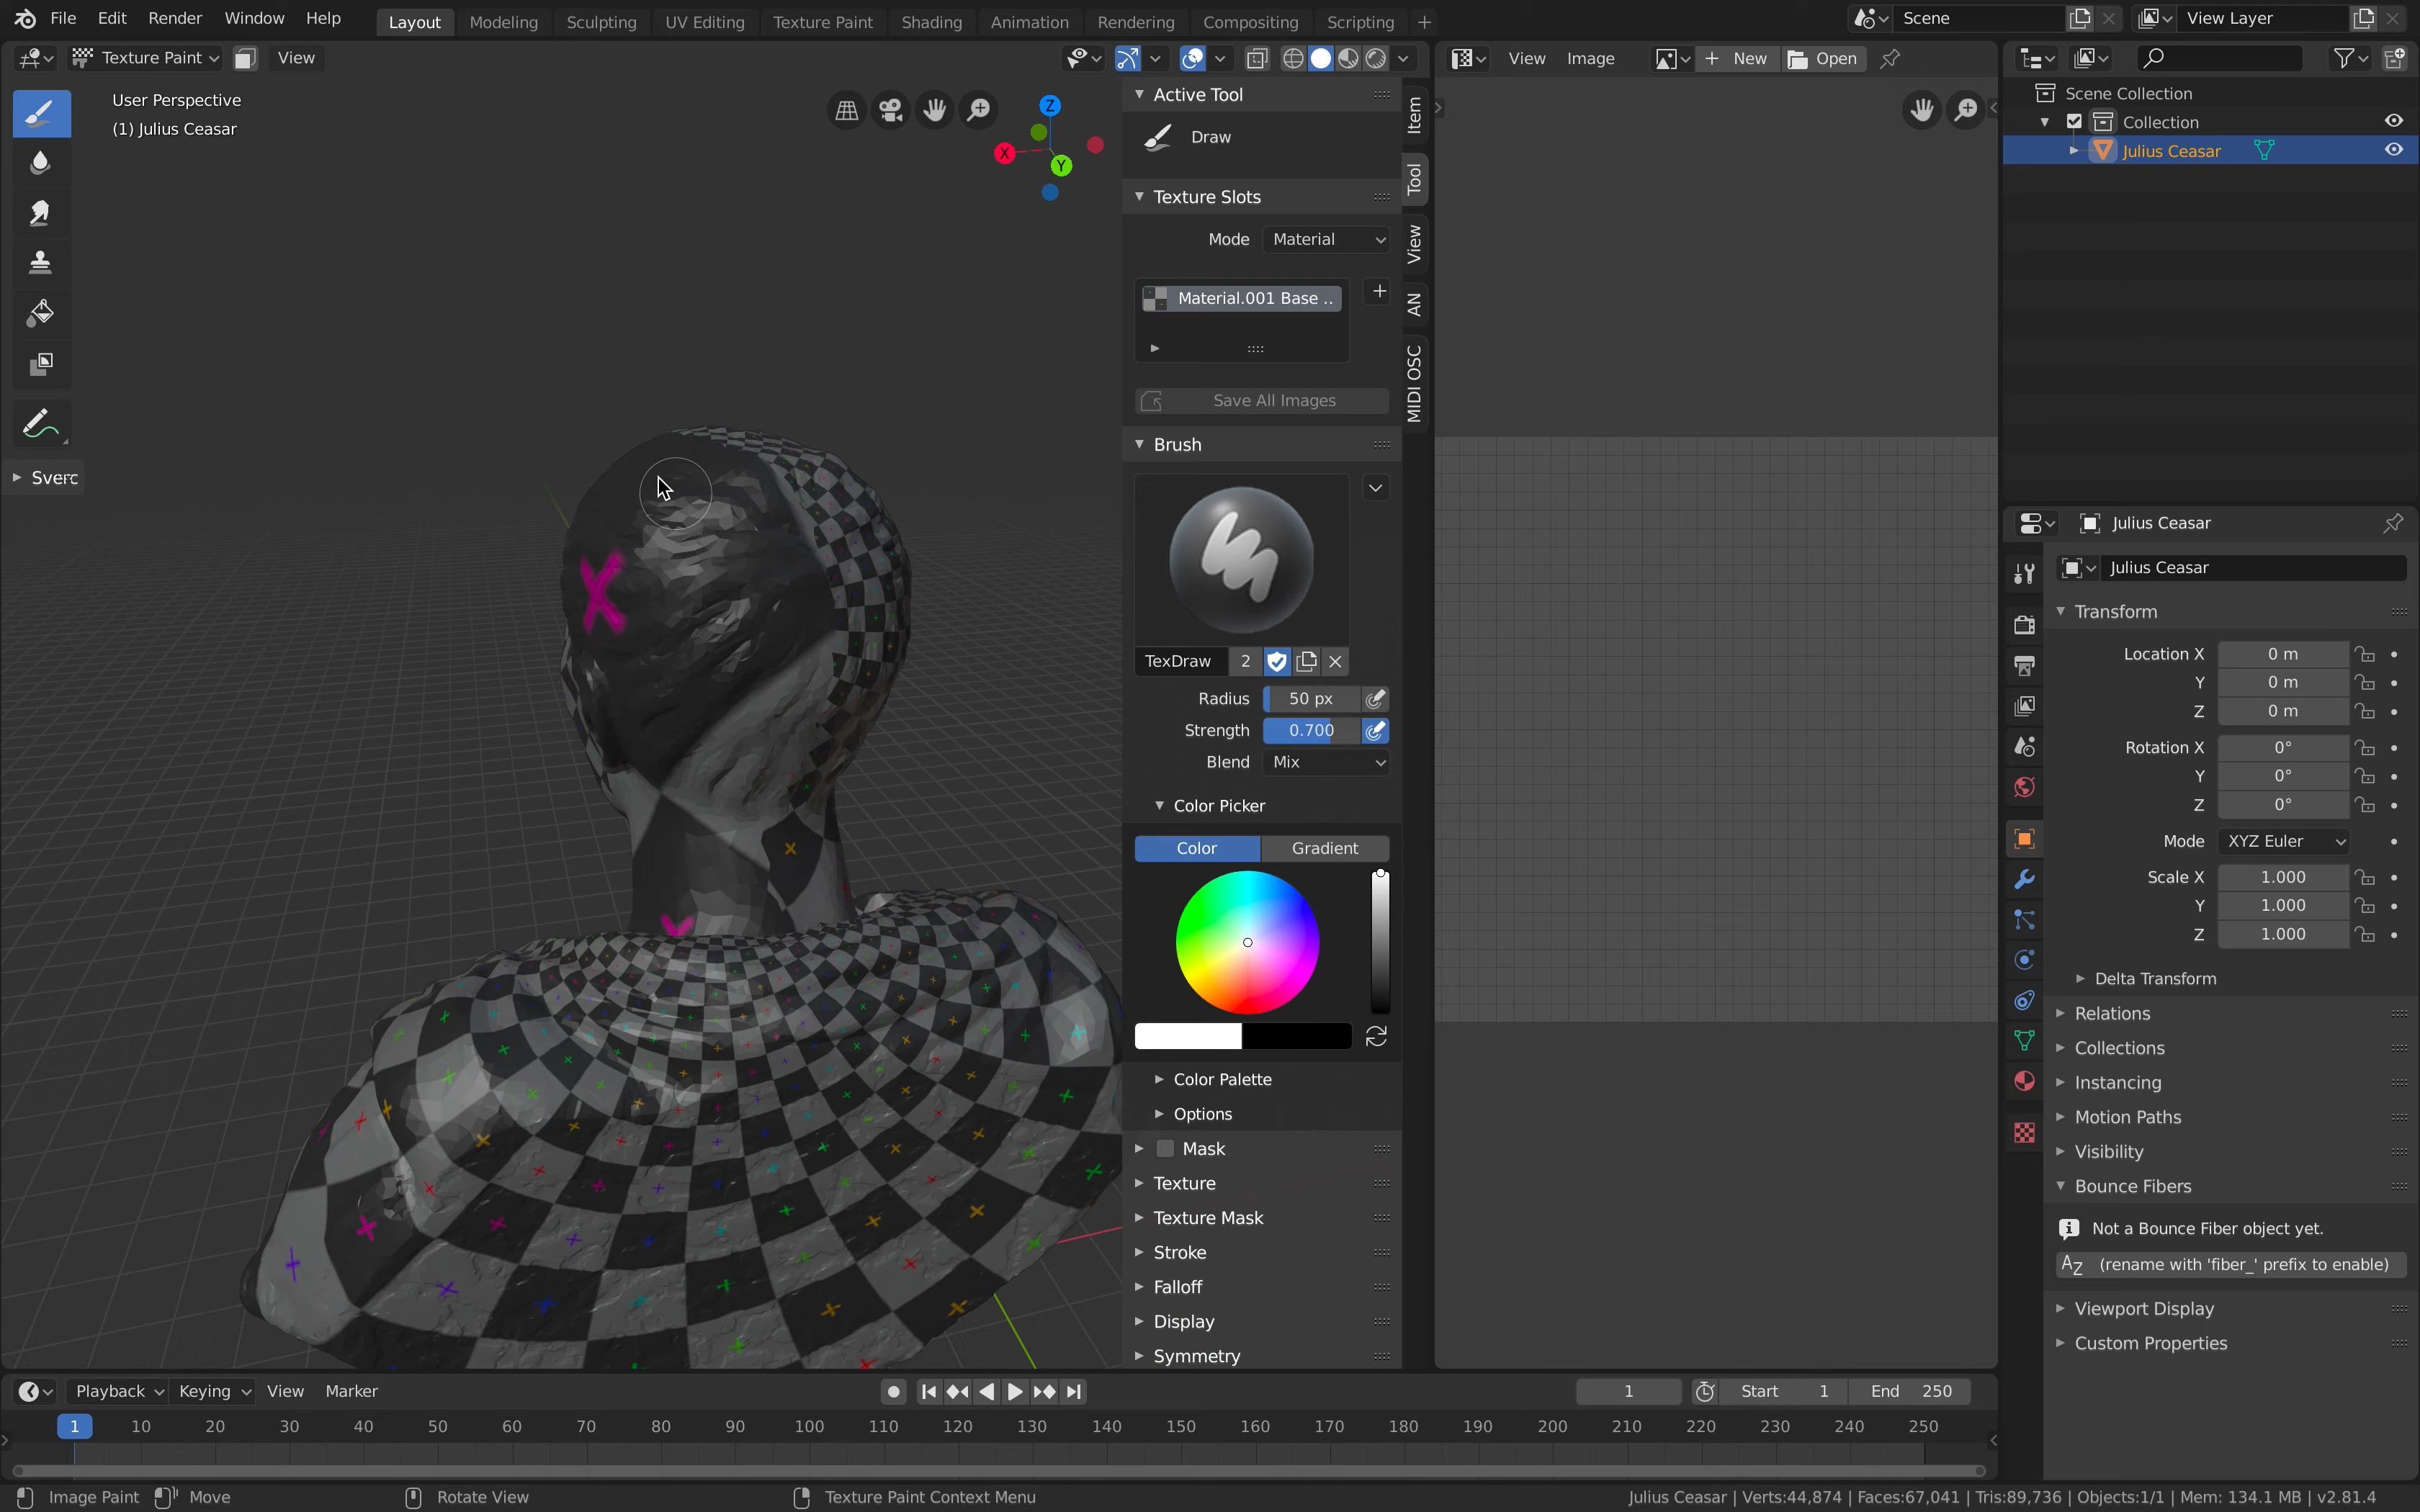 File Edit Render Window Help Layout Modeling Sculpting UV Editing Texture Paint Shading Animation Rendering Compositing Scripting Scene View Layer
Texture Paint View
View Image New Open
User Perspective
(1) Julius Ceasar
Z
X
Y
Sverc
Active Tool
Draw
Texture Slots
Mode Material
Material.001 Base ..
Save All Images
Brush
TexDraw 2
Radius 50 px
Strength 0.700
Blend Mix
Color Picker
Color Gradient
Color Palette
Options
Mask
Texture
Texture Mask
Stroke
Falloff
Display
Symmetry
Item
Tool
View
AN
MIDI OSC
Scene Collection
Collection
Julius Ceasar
Julius Ceasar
Julius Ceasar
Transform
Location X 0 m
Y 0 m
Z 0 m
Rotation X 0°
Y 0°
Z 0°
Mode XYZ Euler
Scale X 1.000
Y 1.000
Z 1.000
Delta Transform
Relations
Collections
Instancing
Motion Paths
Visibility
Bounce Fibers
Not a Bounce Fiber object yet.
AZ (rename with 'fiber_' prefix to enable)
Viewport Display
Custom Properties
Playback Keying View Marker 1 Start 1 End 250
1 10 20 30 40 50 60 70 80 90 100 110 120 130 140 150 160 170 180 190 200 210 220 230 240 250
Image Paint Move Rotate View Texture Paint Context Menu Julius Ceasar | Verts:44,874 | Faces:67,041 | Tris:89,736 | Objects:1/1 | Mem: 134.1 MB | v2.81.4